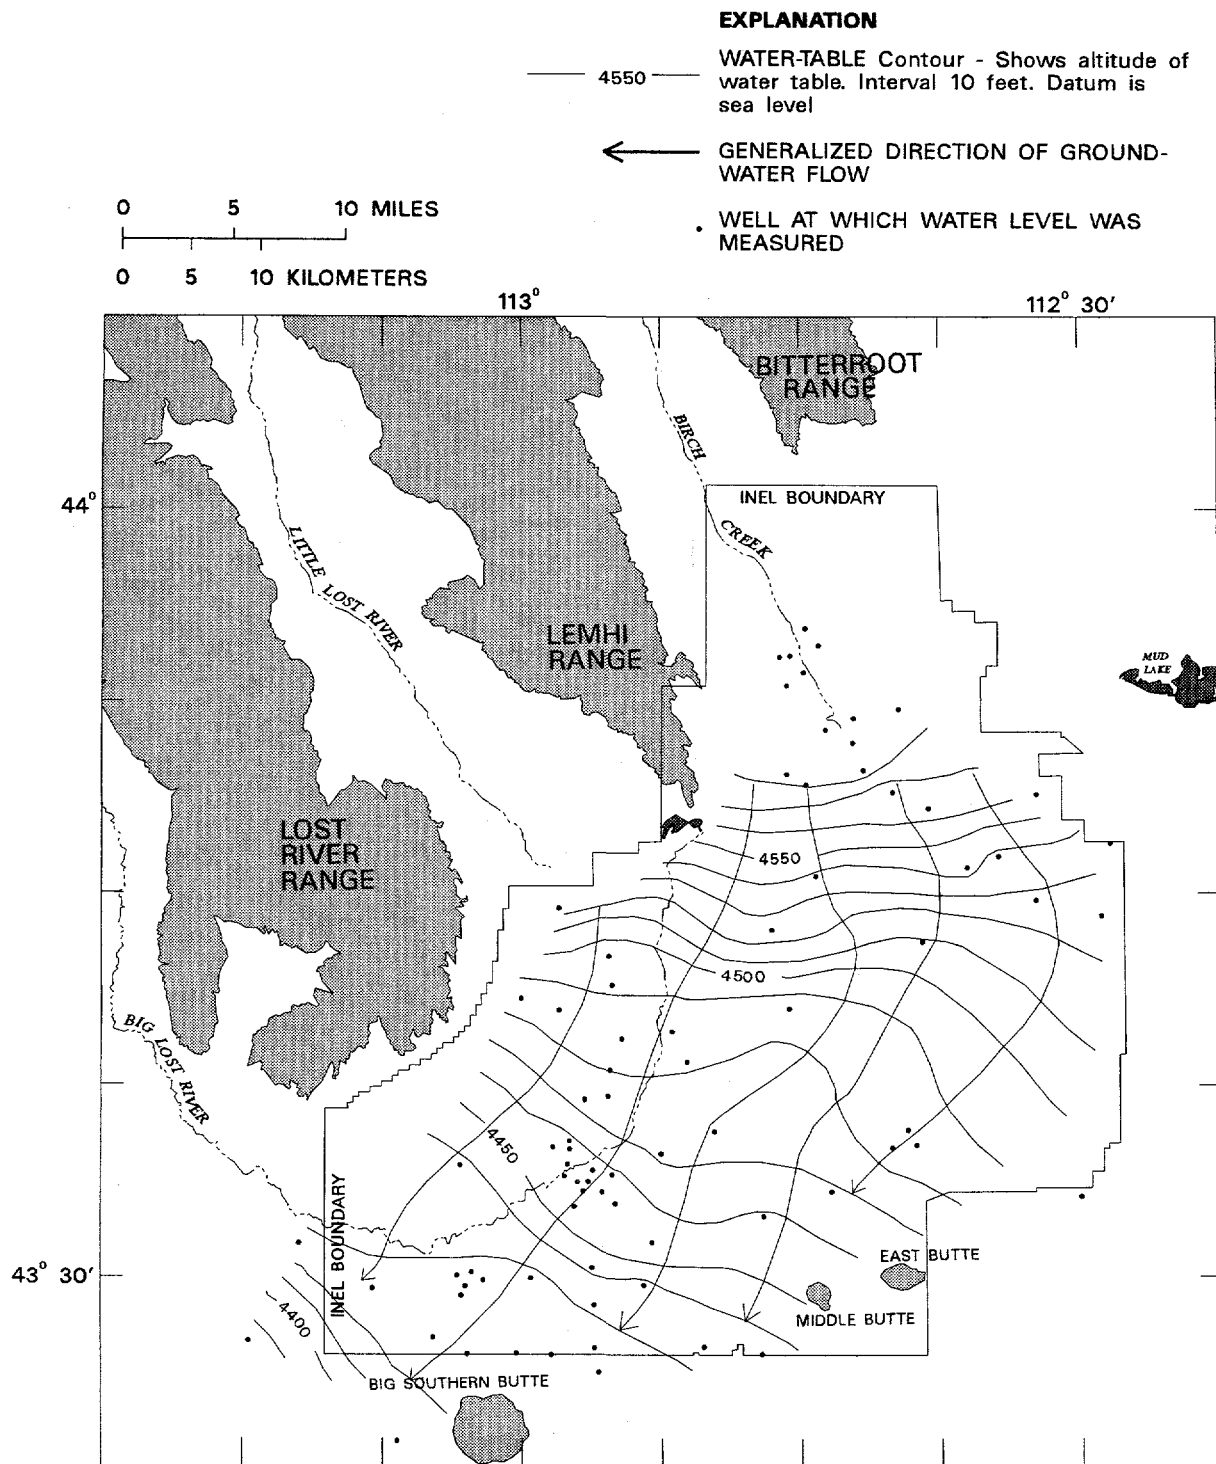 EXPLANATION
WATER-TABLE Contour - Shows altitude of
water table. Interval 10 feet. Datum is
sea level
4550
GENERALIZED DIRECTION OF GROUND-
WATER FLOW
WELL AT WHICH WATER LEVEL WAS
MEASURED
0 5 10 MILES
0 5 10 KILOMETERS
113° 112° 30′
BITTERROOT
RANGE
BIRCH
CREEK
44°
INEL BOUNDARY
LITTLE
LOST RIVER
LEMHI
RANGE
MUD
LAKE
LOST
RIVER
RANGE
4550
4500
BIG LOST RIVER
4450
INEL BOUNDARY
43° 30′
EAST BUTTE
MIDDLE BUTTE
4400
BIG SOUTHERN BUTTE